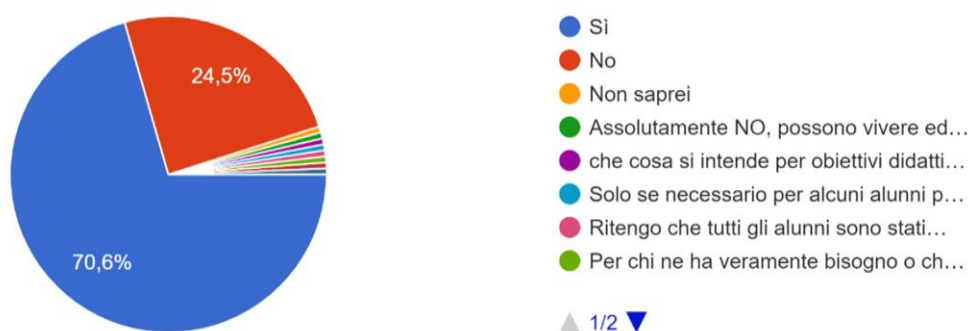 24,5%
70,6%
Sì
No
Non saprei
Assolutamente NO, possono vivere ed...
che cosa si intende per obiettivi didatti...
Solo se necessario per alcuni alunni p...
Ritengo che tutti gli alunni sono stati...
Per chi ne ha veramente bisogno o ch...
1/2